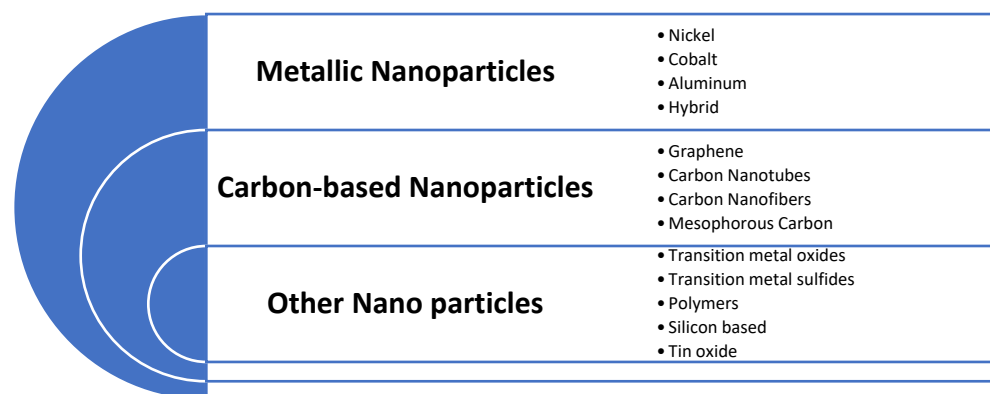 Metallic Nanoparticles
• Nickel
• Cobalt
• Aluminum
• Hybrid
Carbon-based Nanoparticles
• Graphene
• Carbon Nanotubes
• Carbon Nanofibers
• Mesophorous Carbon
Other Nano particles
• Transition metal oxides
• Transition metal sulfides
• Polymers
• Silicon based
• Tin oxide